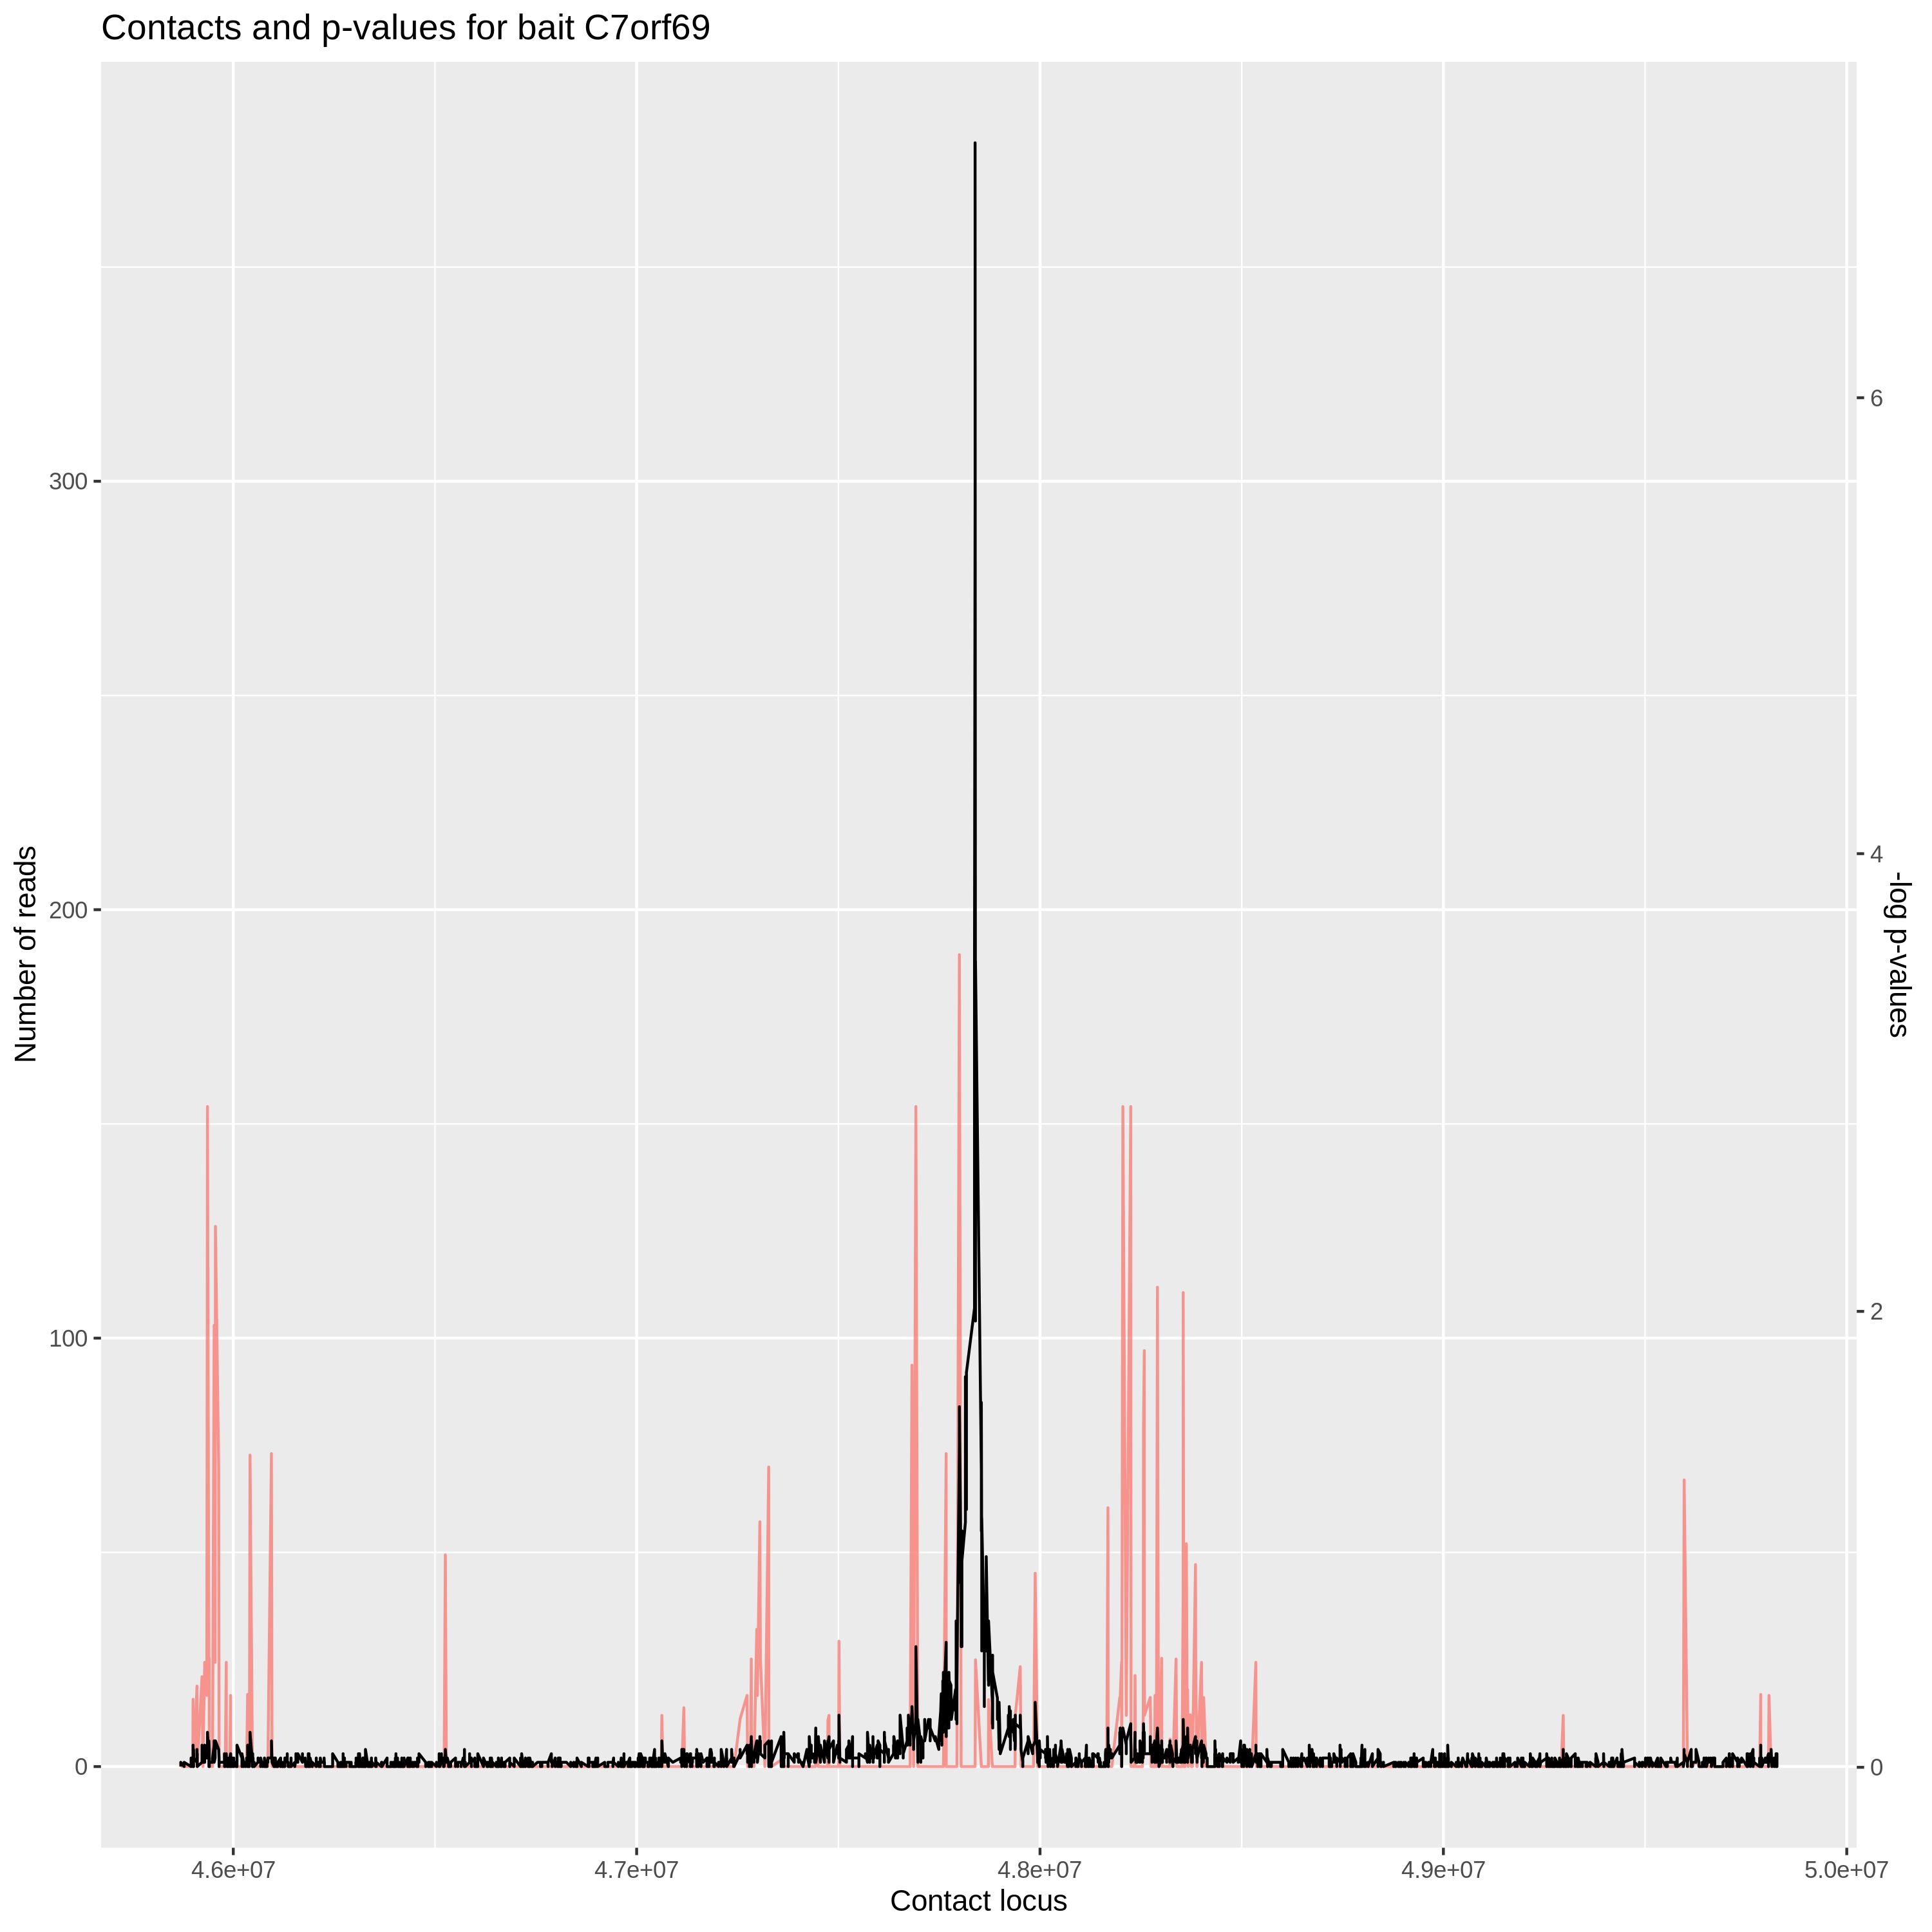 Contacts and p-values for bait C7orf69
Number of reads
300
200
100
0
6
4
2
0
-log p-values
4.6e+07
4.7e+07
4.8e+07
4.9e+07
5.0e+07
Contact locus